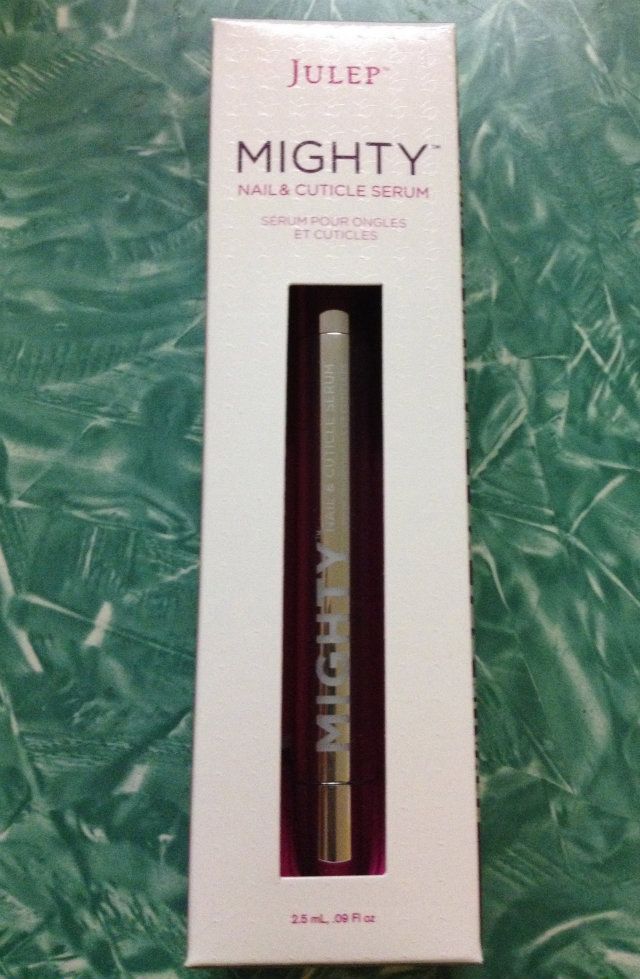 JULEP™
MIGHTY™
NAIL & CUTICLE SERUM
SÉRUM POUR ONGLES
ET CUTICLES
MIGHTY™ NAIL & CUTICLE SERUM
2.5 mL, .09 Fl oz